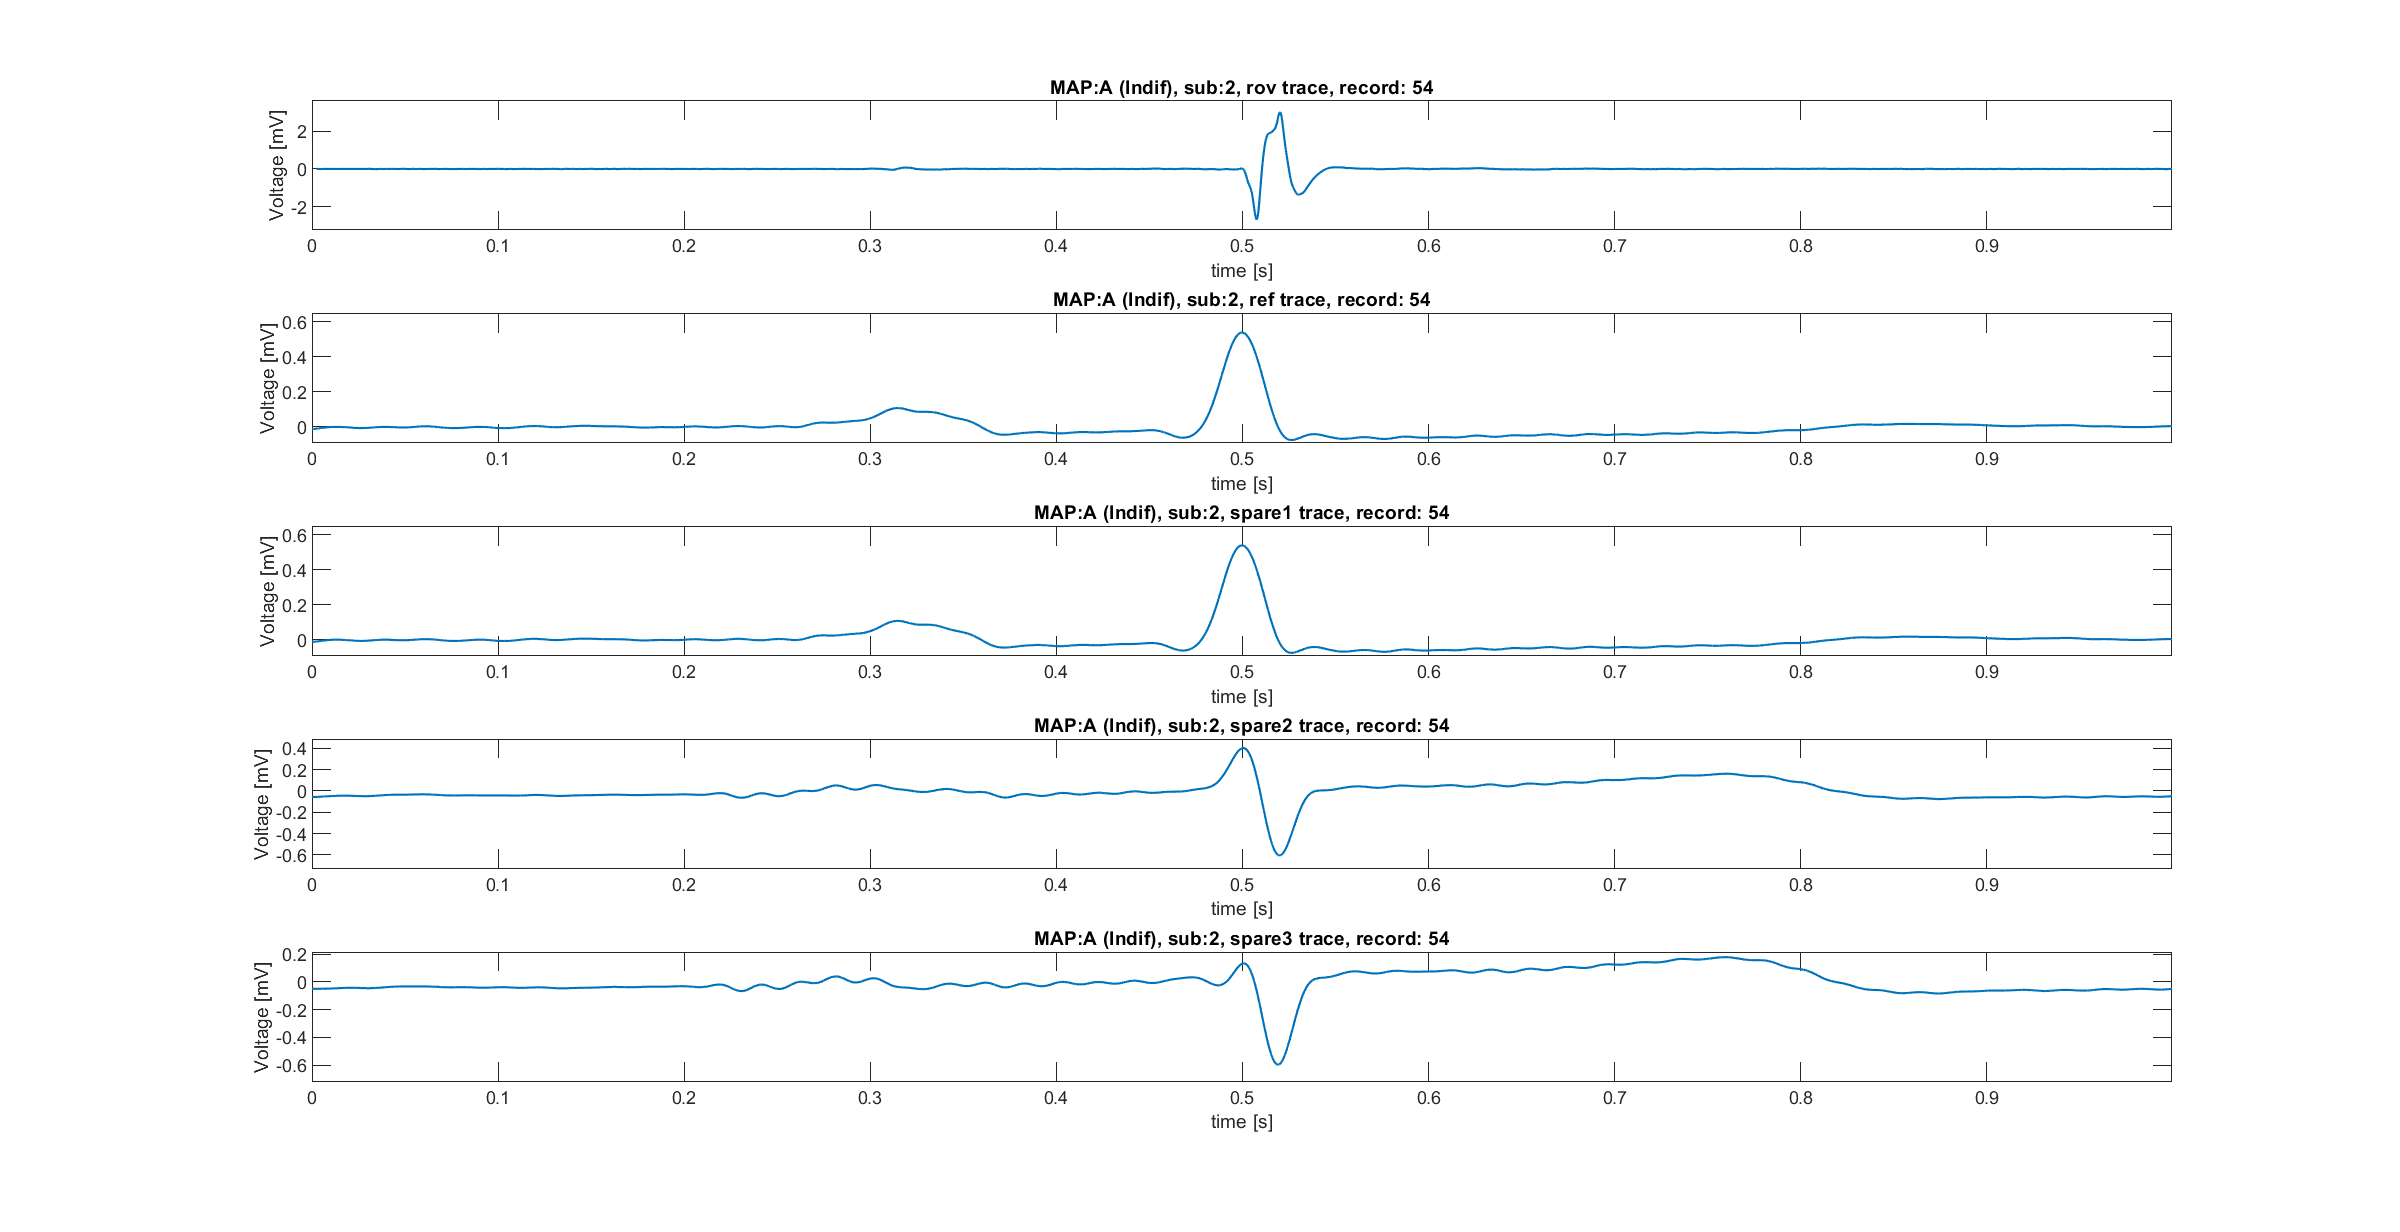 MAP:A (Indif), sub:2, rov trace, record: 54
Voltage [mV]
2
0
-2
0 0.1 0.2 0.3 0.4 0.5 0.6 0.7 0.8 0.9
time [s]
MAP:A (Indif), sub:2, ref trace, record: 54
Voltage [mV]
0.6
0.4
0.2
0
0 0.1 0.2 0.3 0.4 0.5 0.6 0.7 0.8 0.9
time [s]
MAP:A (Indif), sub:2, spare1 trace, record: 54
Voltage [mV]
0.6
0.4
0.2
0
0 0.1 0.2 0.3 0.4 0.5 0.6 0.7 0.8 0.9
time [s]
MAP:A (Indif), sub:2, spare2 trace, record: 54
Voltage [mV]
0.4
0.2
0
-0.2
-0.4
-0.6
0 0.1 0.2 0.3 0.4 0.5 0.6 0.7 0.8 0.9
time [s]
MAP:A (Indif), sub:2, spare3 trace, record: 54
Voltage [mV]
0.2
0
-0.2
-0.4
-0.6
0 0.1 0.2 0.3 0.4 0.5 0.6 0.7 0.8 0.9
time [s]